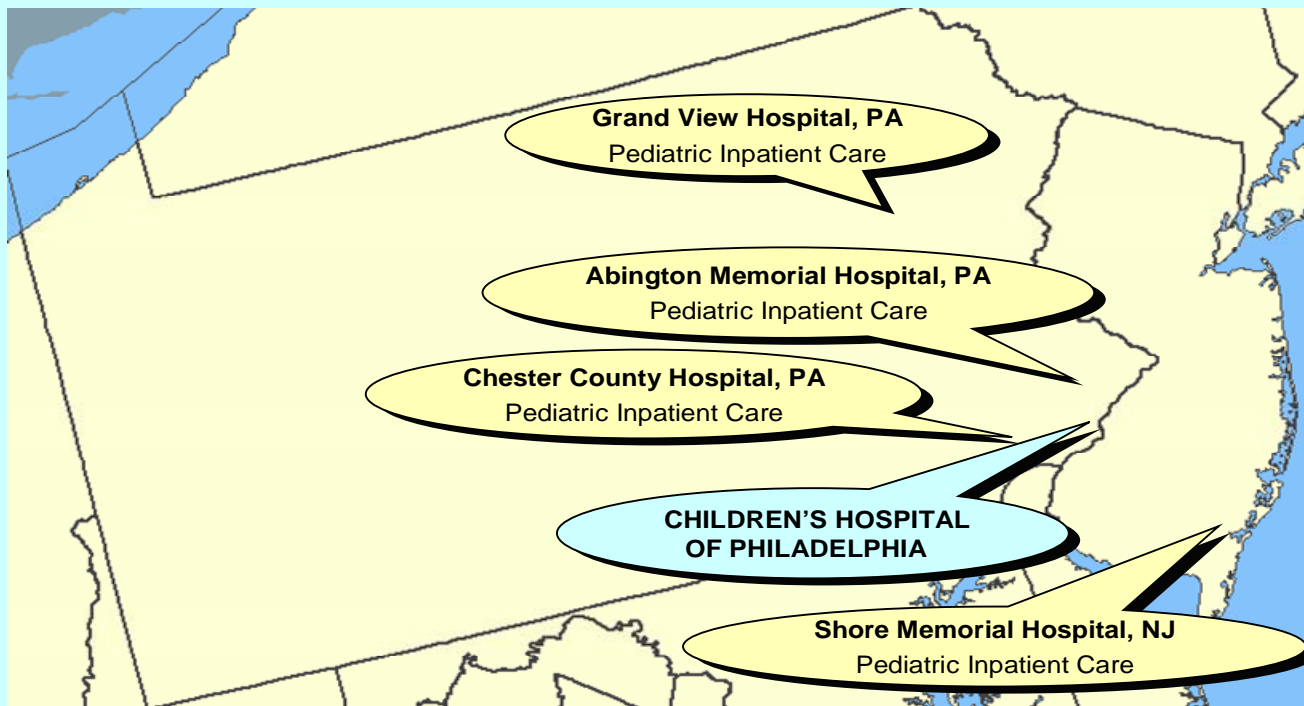 Grand View Hospital, PA
Pediatric Inpatient Care
Abington Memorial Hospital, PA
Pediatric Inpatient Care
Chester County Hospital, PA
Pediatric Inpatient Care
CHILDREN’S HOSPITAL
OF PHILADELPHIA
Shore Memorial Hospital, NJ
Pediatric Inpatient Care